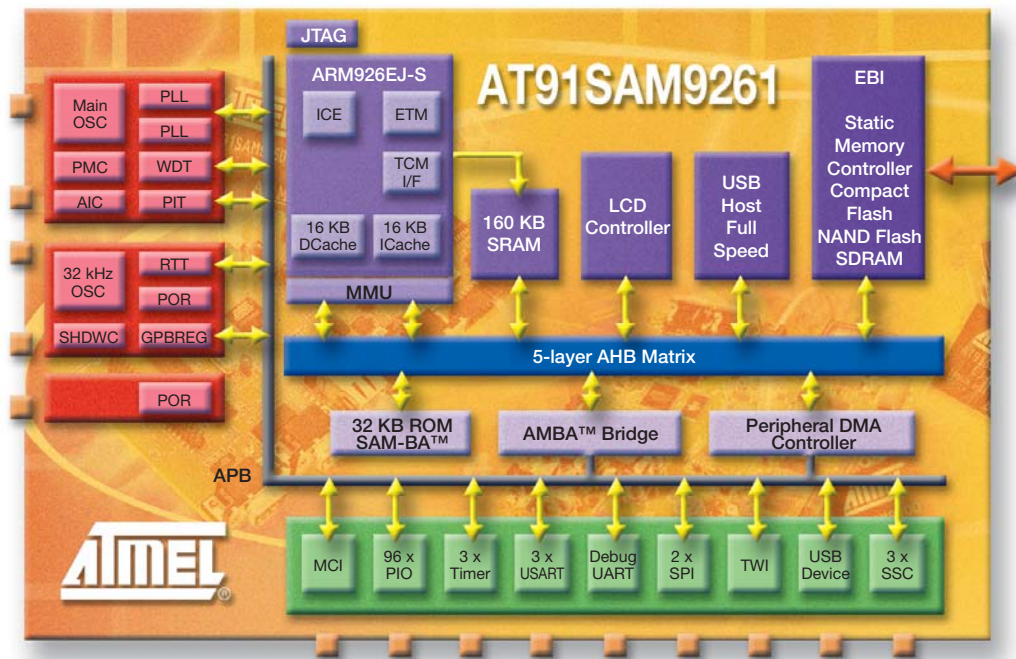 JTAG
ARM926EJ-S
ICE
ETM
TCM
I/F
16 KB
DCache
16 KB
ICache
MMU
AT91SAM9261
160 KB
SRAM
LCD
Controller
USB
Host
Full
Speed
EBI
Static
Memory
Controller
Compact
Flash
NAND Flash
SDRAM
Main
OSC
PLL
PLL
PMC
WDT
AIC
PIT
32 kHz
OSC
RTT
POR
SHDWC
GPBREG
POR
5-layer AHB Matrix
32 KB ROM
SAM-BA™
AMBA™ Bridge
Peripheral DMA
Controller
APB
ATMEL®
MCI
96 x
PIO
3 x
Timer
3 x
USART
Debug
UART
2 x
SPI
TWI
USB
Device
3 x
SSC